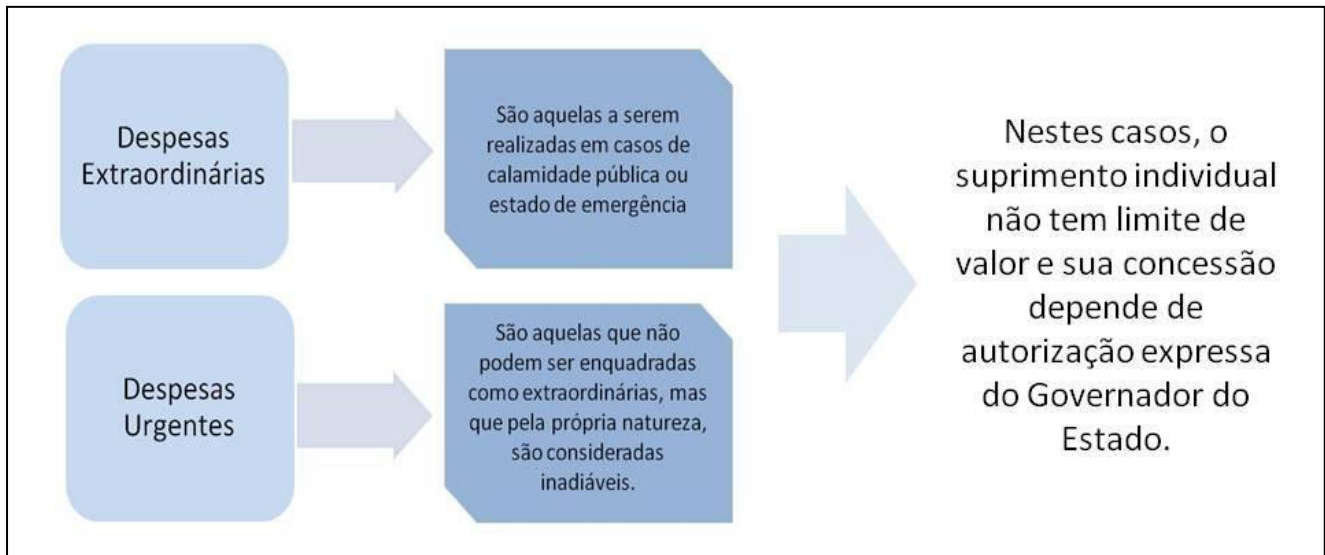 Despesas
Extraordinárias
São aquelas a serem
realizadas em casos de
calamidade pública ou
estado de emergência
Despesas
Urgentes
São aquelas que não
podem ser enquadradas
como extraordinárias, mas
que pela própria natureza,
são consideradas
inadiáveis.
Nestes casos, o
suprimento individual
não tem limite de
valor e sua concessão
depende de
autorização expressa
do Governador do
Estado.